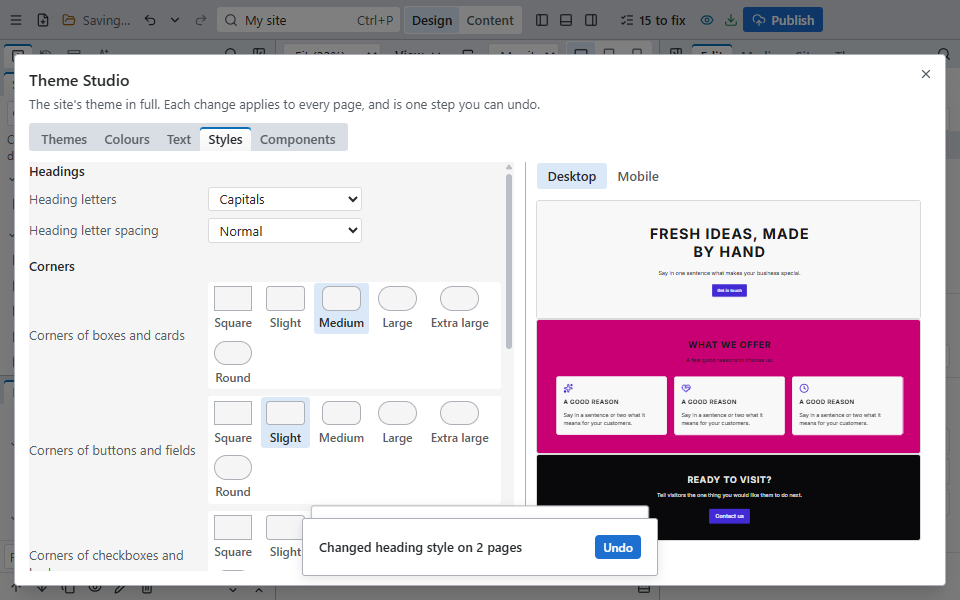 Saving...
My site
Ctrl+P
Design
Content
15 to fix
Publish
Theme Studio
The site's theme in full. Each change applies to every page, and is one step you can undo.
Themes
Colours
Text
Styles
Components
Headings
Heading letters
Capitals
Heading letter spacing
Normal
Corners
Corners of boxes and cards
Square
Slight
Medium
Large
Extra large
Round
Corners of buttons and fields
Square
Slight
Medium
Large
Extra large
Round
Corners of checkboxes and
Square
Slight
Desktop
Mobile
FRESH IDEAS, MADE
BY HAND
Say in one sentence what makes your business special.
Get in touch
WHAT WE OFFER
A GOOD REASON
Say in a sentence or two what it
means for your customers.
A GOOD REASON
Say in a sentence or two what it
means for your customers.
A GOOD REASON
Say in a sentence or two what it
means for your customers.
READY TO VISIT?
Tell visitors the one thing you would like them to do next.
Contact us
Changed heading style on 2 pages
Undo